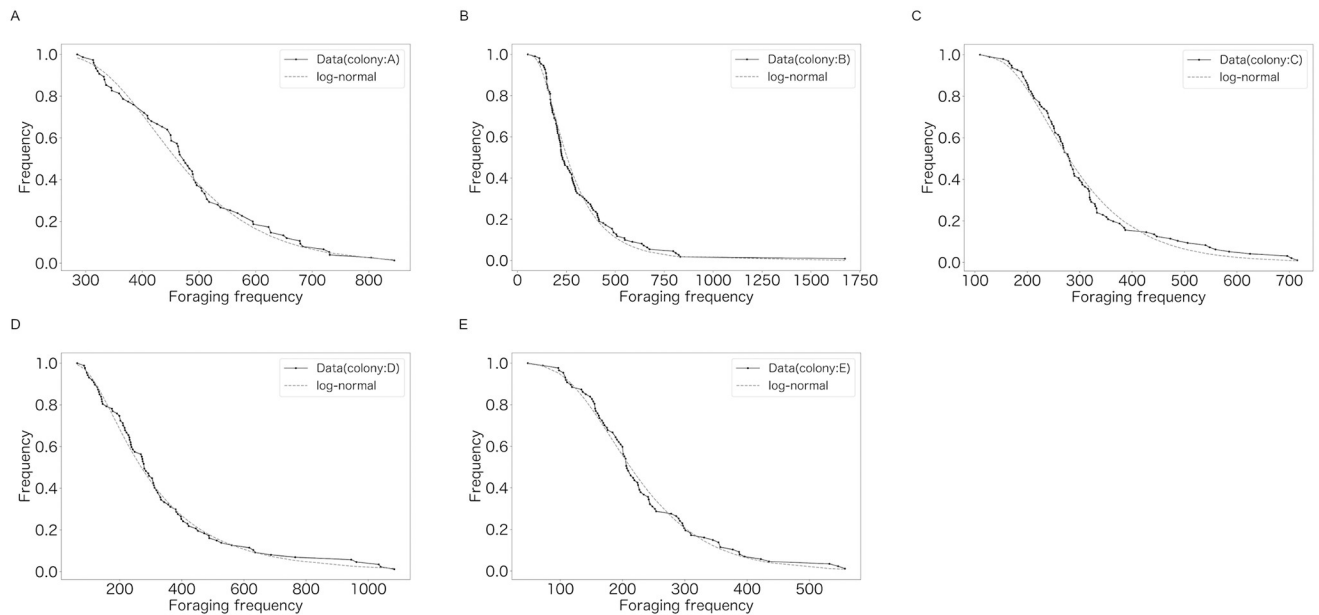 A
B
C
Data(colony:A)
log-normal
Data(colony:B)
log-normal
Data(colony:C)
log-normal
1.0
0.8
0.6
0.4
0.2
0.0
Frequency
300 400 500 600 700 800
Foraging frequency
1.0
0.8
0.6
0.4
0.2
0.0
Frequency
0 250 500 750 1000 1250 1500 1750
Foraging frequency
1.0
0.8
0.6
0.4
0.2
0.0
Frequency
100 200 300 400 500 600 700
Foraging frequency
D
E
Data(colony:D)
log-normal
Data(colony:E)
log-normal
1.0
0.8
0.6
0.4
0.2
0.0
Frequency
200 400 600 800 1000
Foraging frequency
1.0
0.8
0.6
0.4
0.2
0.0
Frequency
100 200 300 400 500
Foraging frequency